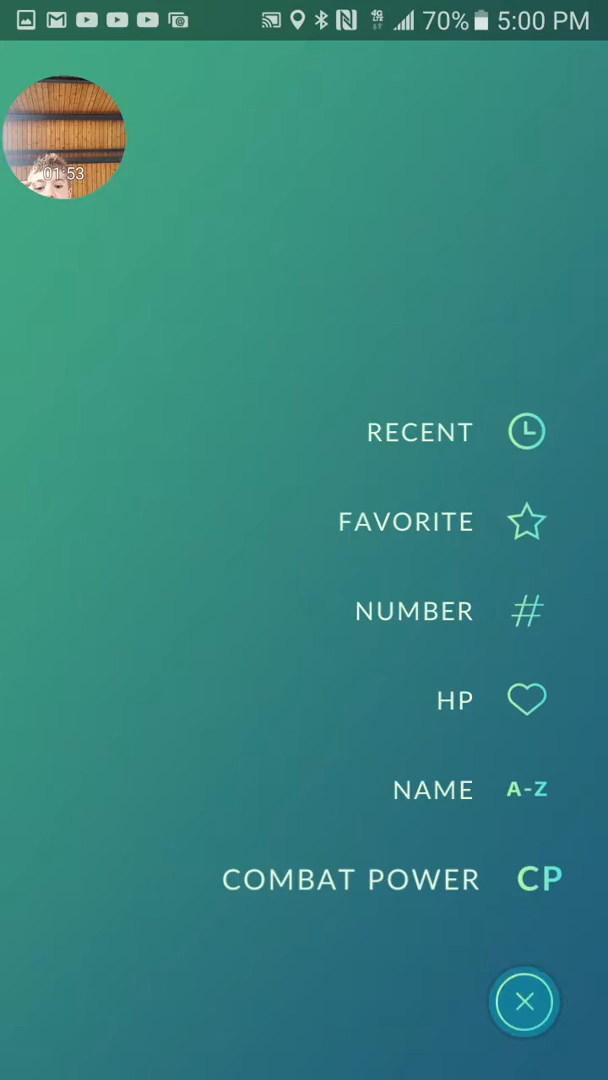 70% 5:00 PM
01:53
RECENT
FAVORITE
NUMBER #
HP
NAME A-Z
COMBAT POWER CP